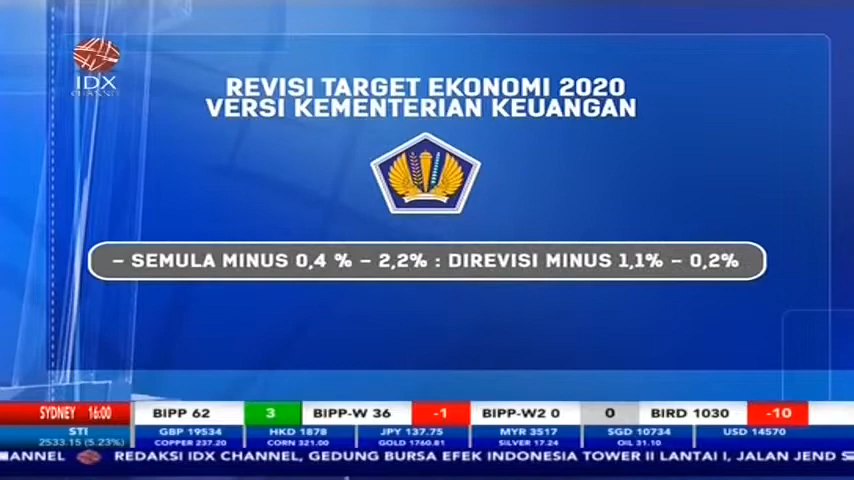 IDX
CHANNEL
REVISI TARGET EKONOMI 2020
VERSI KEMENTERIAN KEUANGAN
– SEMULA MINUS 0,4 % – 2,2% : DIREVISI MINUS 1,1% – 0,2%
SYDNEY 16:00 BIPP 62 3 BIPP-W 36 -1 BIPP-W2 0 0 BIRD 1030 -10
STI GBP 19534 HKD 1878 JPY 137.75 MYR 3517 SGD 10734 USD 14570
2533.15 (5.23%) COPPER 237.20 CORN 321.00 GOLD 1760.81 SILVER 17.24 OIL 31.10
ANNEL REDAKSI IDX CHANNEL, GEDUNG BURSA EFEK INDONESIA TOWER II LANTAI I, JALAN JEND S